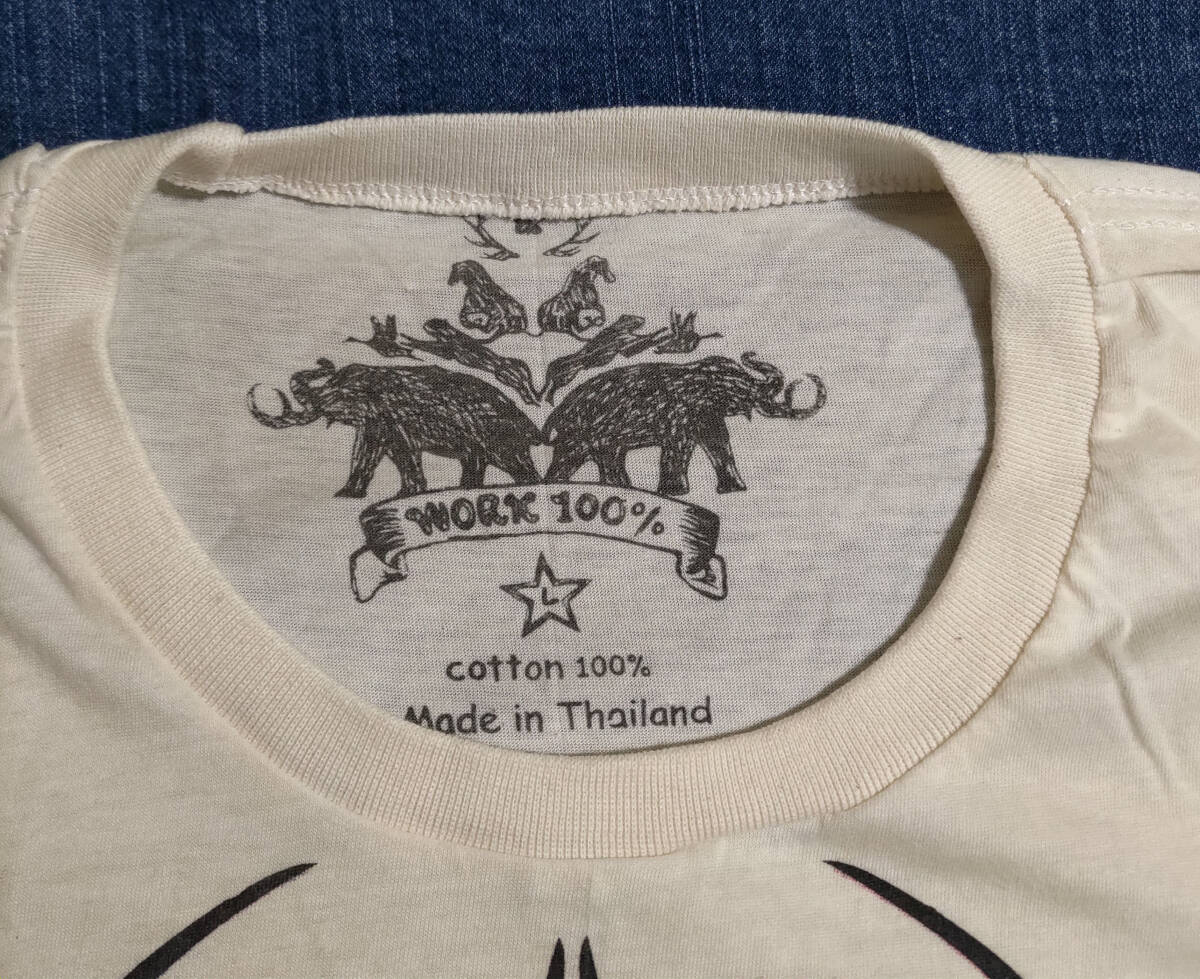 WORK 100%
L
cotton 100%
Made in Thailand